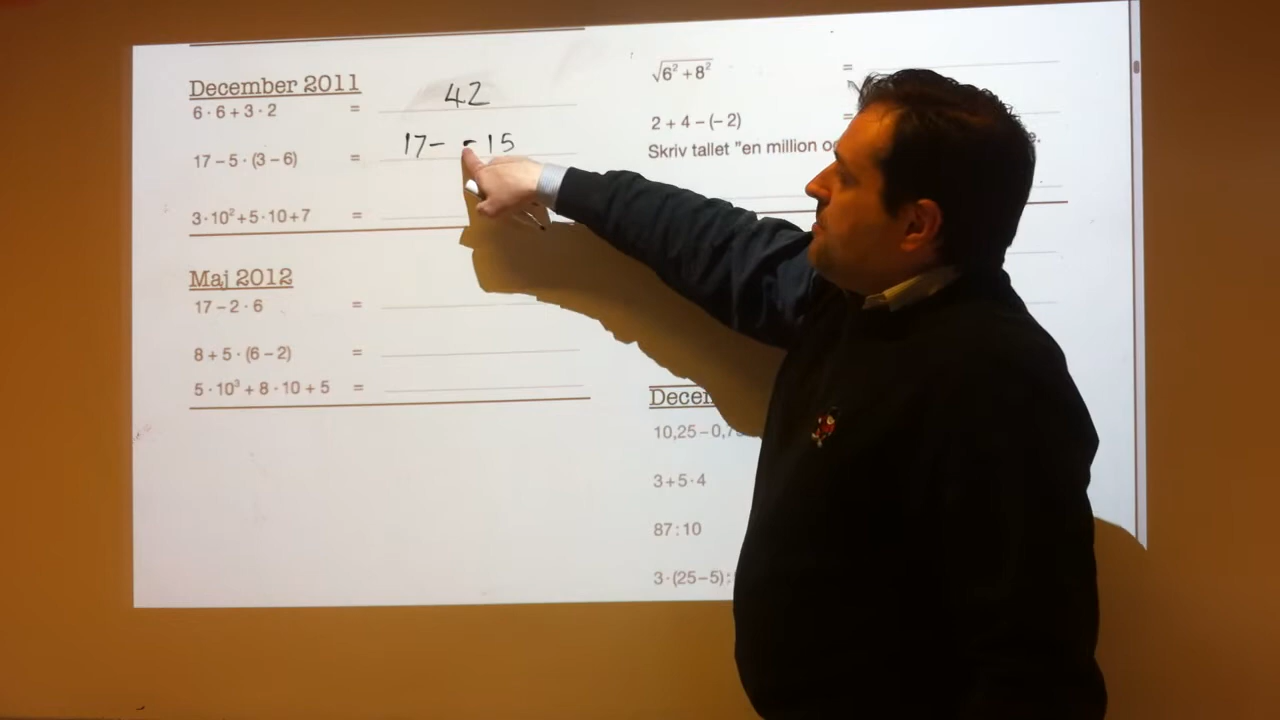 December 2011
6 · 6 + 3 · 2 = 42
17 – 5 · (3 – 6) = 17 – - 15
3 · 10² + 5 · 10 + 7 =
Maj 2012
17 – 2 · 6 =
8 + 5 · (6 – 2) =
5 · 10³ + 8 · 10 + 5 =
√6² + 8² =
2 + 4 – (– 2) =
Skriv tallet "en million
10,25 – 0,7
3 + 5 · 4
87 : 10
3 · (25 – 5) :